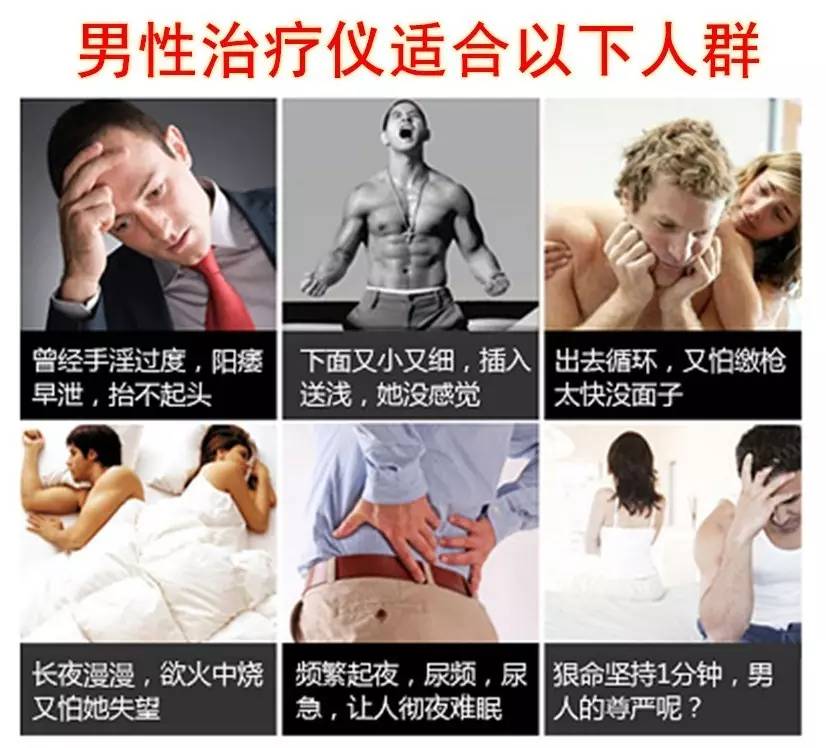 男性治疗仪适合以下人群
曾经手淫过度，阳痿
早泄，抬不起头
下面又小又细，插入
送浅，她没感觉
出去循环，又怕缴枪
太快没面子
长夜漫漫，欲火中烧
又怕她失望
频繁起夜，尿频，尿
急，让人彻夜难眠
狠命坚持1分钟，男
人的尊严呢？